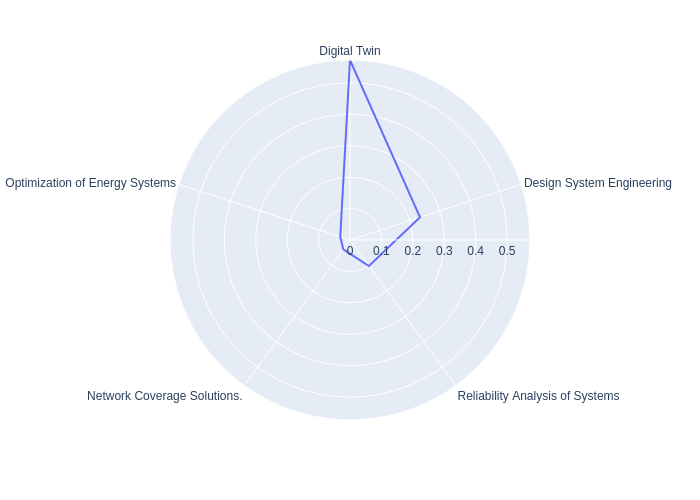 Digital Twin
Optimization of Energy Systems
Design System Engineering
0 0.1 0.2 0.3 0.4 0.5
Network Coverage Solutions.
Reliability Analysis of Systems